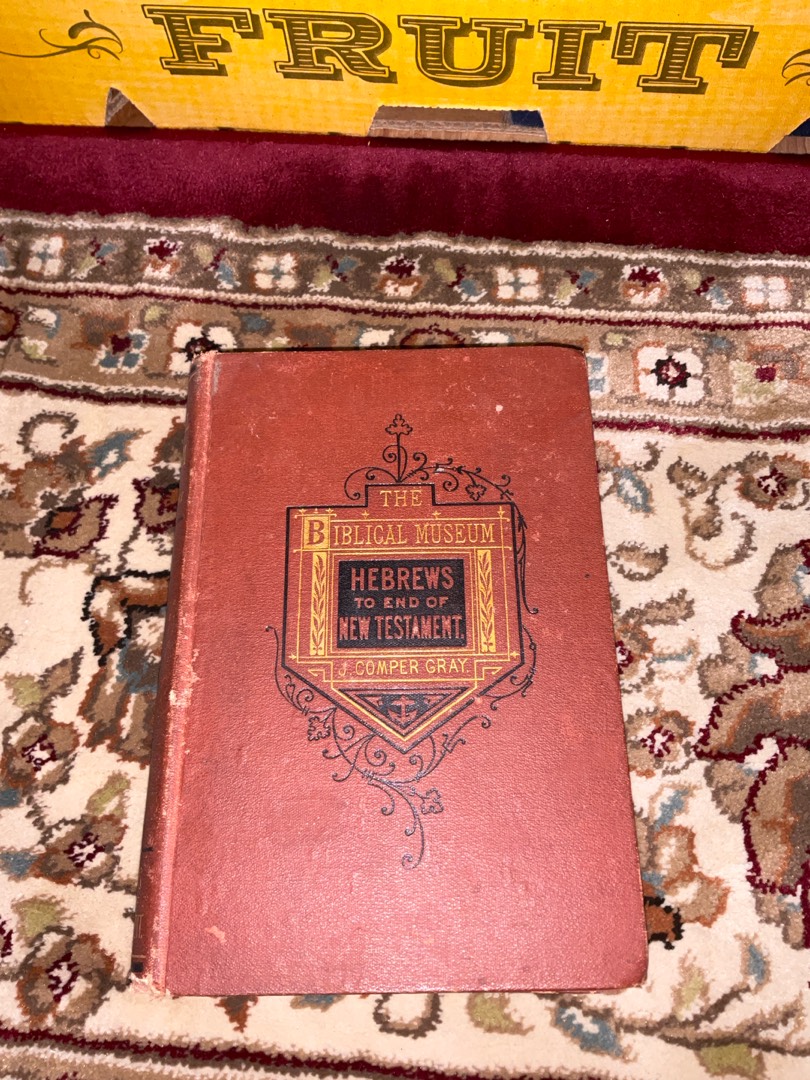 FRUIT
THE
BIBLICAL MUSEUM
HEBREWS
TO END OF
NEW TESTAMENT.
J. COMPER GRAY.